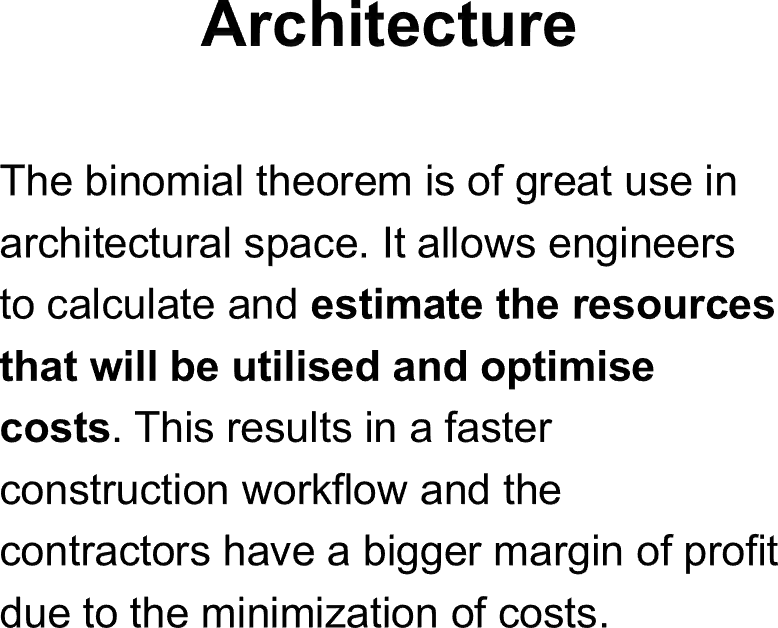 Architecture
The binomial theorem is of great use in
architectural space. It allows engineers
to calculate and estimate the resources
that will be utilised and optimise
costs. This results in a faster
construction workflow and the
contractors have a bigger margin of profit
due to the minimization of costs.